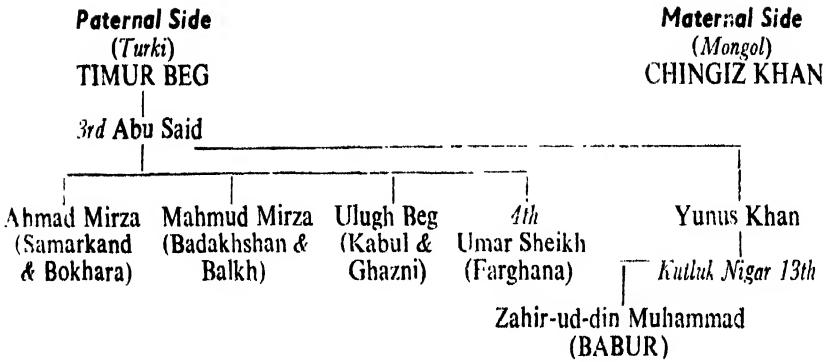 Paternal Side
(Turki)
TIMUR BEG
Maternal Side
(Mongol)
CHINGIZ KHAN
3rd Abu Said
Ahmad Mirza
(Samarkand
& Bokhara)
Mahmud Mirza
(Badakhshan &
Balkh)
Ulugh Beg
(Kabul &
Ghazni)
4th
Umar Sheikh
(Farghana)
Yunus Khan
Kutluk Nigar 13th
Zahir-ud-din Muhammad
(BABUR)